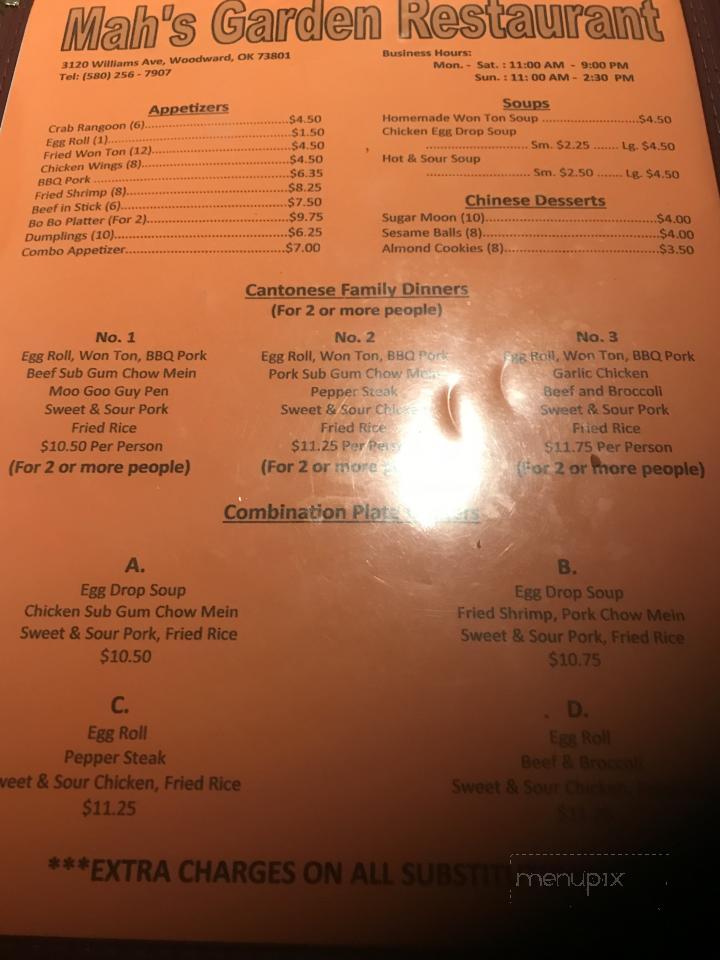 Mah's Garden Restaurant
3120 Williams Ave, Woodward, OK 73801
Tel: (580) 256 - 7907
Business Hours:
Mon. - Sat. : 11:00 AM - 9:00 PM
Sun. : 11: 00 AM - 2:30 PM
Appetizers
Crab Rangoon (6)..........$4.50
Egg Roll (1)..........$1.50
Fried Won Ton (12)..........$4.50
Chicken Wings (8)..........$4.50
BBQ Pork..........$6.35
Fried Shrimp (8)..........$8.25
Beef in Stick (6)..........$7.50
Bo Bo Platter (For 2)..........$9.75
Dumplings (10)..........$6.25
Combo Appetizer..........$7.00
Soups
Homemade Won Ton Soup ..........$4.50
Chicken Egg Drop Soup
.......... Sm. $2.25 ...... Lg. $4.50
Hot & Sour Soup
.......... Sm. $2.50 ....... Lg. $4.50
Chinese Desserts
Sugar Moon (10)..........$4.00
Sesame Balls (8)..........$4.00
Almond Cookies (8)..........$3.50
Cantonese Family Dinners
(For 2 or more people)
No. 1
Egg Roll, Won Ton, BBQ Pork
Beef Sub Gum Chow Mein
Moo Goo Guy Pen
Sweet & Sour Pork
Fried Rice
$10.50 Per Person
(For 2 or more people)
No. 2
Egg Roll, Won Ton, BBQ Pork
Pork Sub Gum Chow Mein
Pepper Steak
Sweet & Sour Chicken
Fried Rice
$11.25 Per Person
(For 2 or more
No. 3
Egg Roll, Won Ton, BBQ Pork
Garlic Chicken
Beef and Broccoli
Sweet & Sour Pork
Fried Rice
$11.75 Per Person
(For 2 or more people)
Combination Plate
A.
Egg Drop Soup
Chicken Sub Gum Chow Mein
Sweet & Sour Pork, Fried Rice
$10.50
B.
Egg Drop Soup
Fried Shrimp, Pork Chow Mein
Sweet & Sour Pork, Fried Rice
$10.75
C.
Egg Roll
Pepper Steak
weet & Sour Chicken, Fried Rice
$11.25
D.
Egg Roll
Beef & Broccoli
Sweet & Sour Chicken,
***EXTRA CHARGES ON ALL
menupix